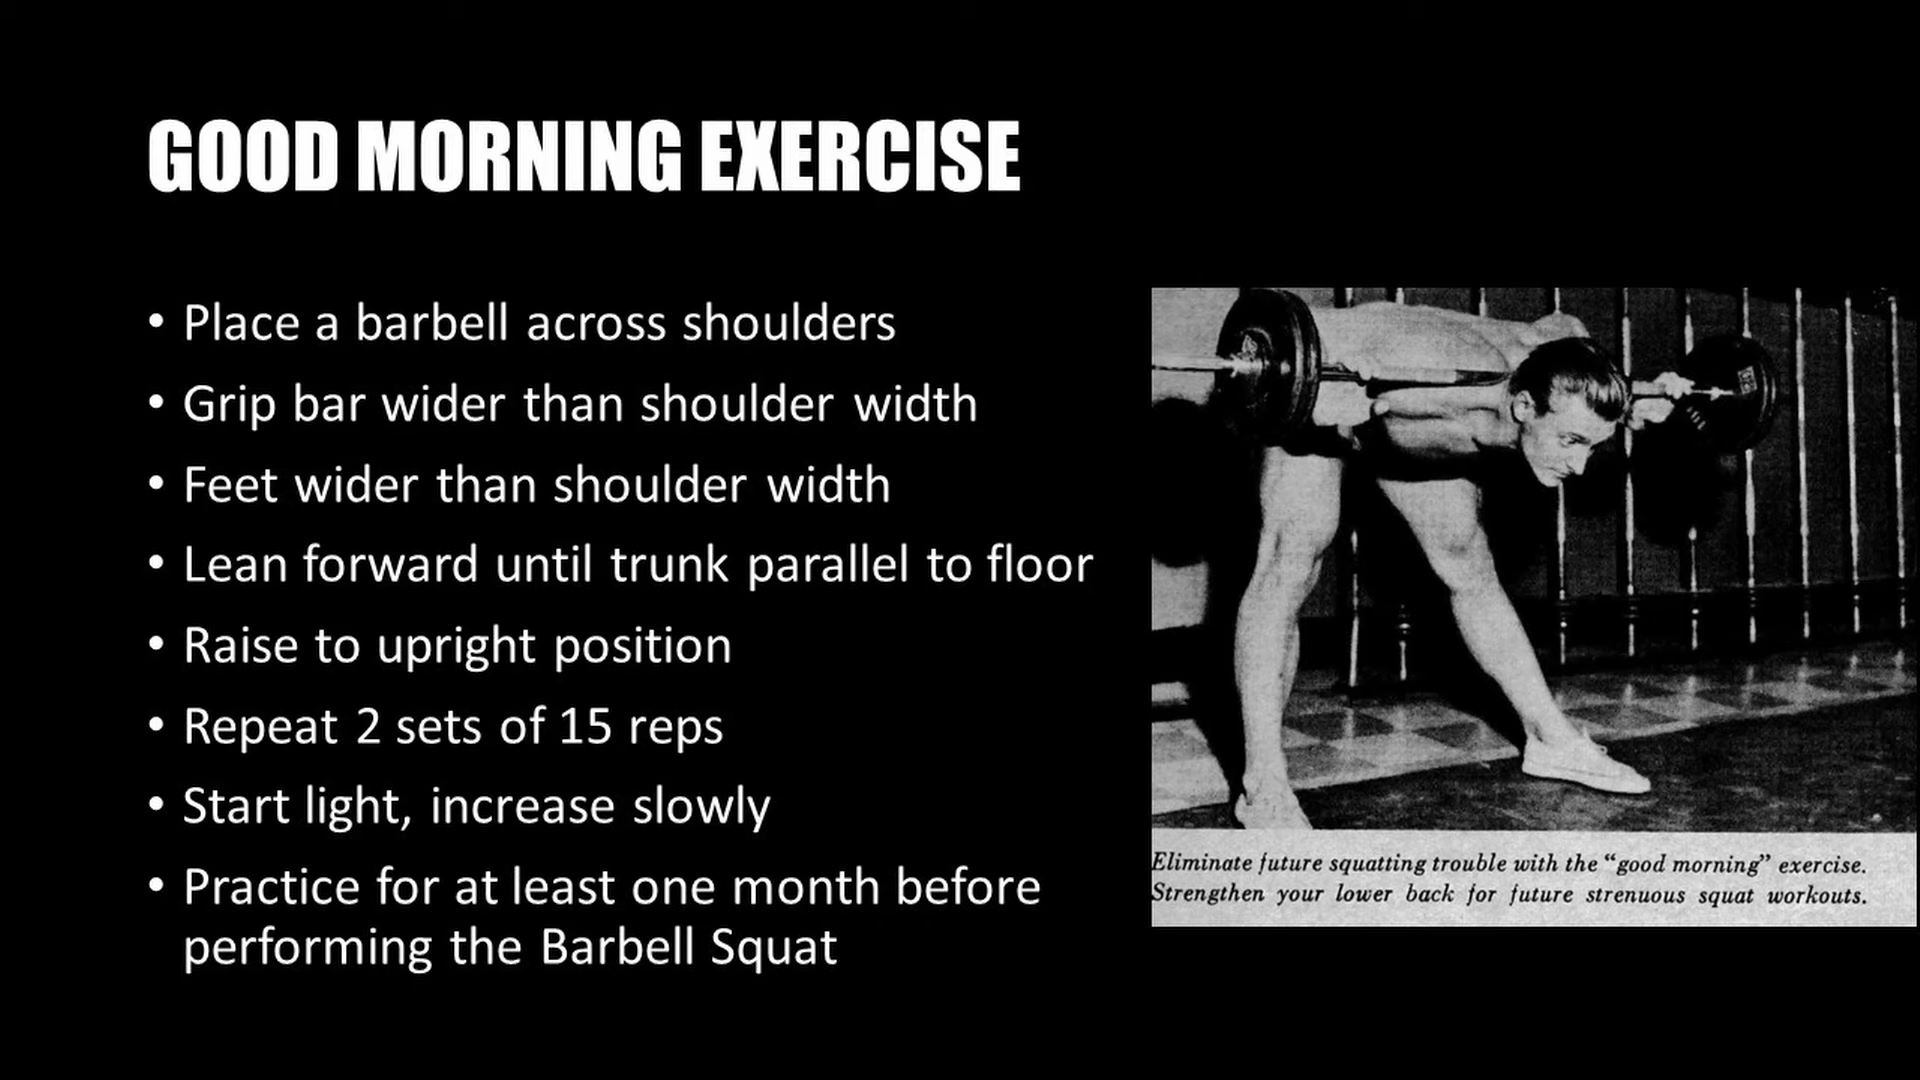 GOOD MORNING EXERCISE
• Place a barbell across shoulders
• Grip bar wider than shoulder width
• Feet wider than shoulder width
• Lean forward until trunk parallel to floor
• Raise to upright position
• Repeat 2 sets of 15 reps
• Start light, increase slowly
• Practice for at least one month before
performing the Barbell Squat
Eliminate future squatting trouble with the “good morning” exercise.
Strengthen your lower back for future strenuous squat workouts.